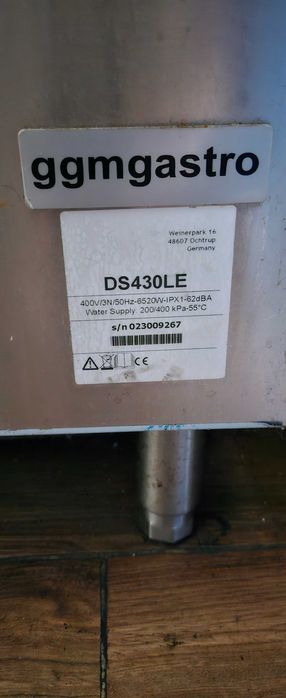 ggmgastro
Weinerpark 16
48607 Ochtrup
Germany
DS430LE
400V/3N/50Hz-6520W-IPX1-62dBA
Water Supply: 200/400 kPa-55°C
s/n 023009267
CE